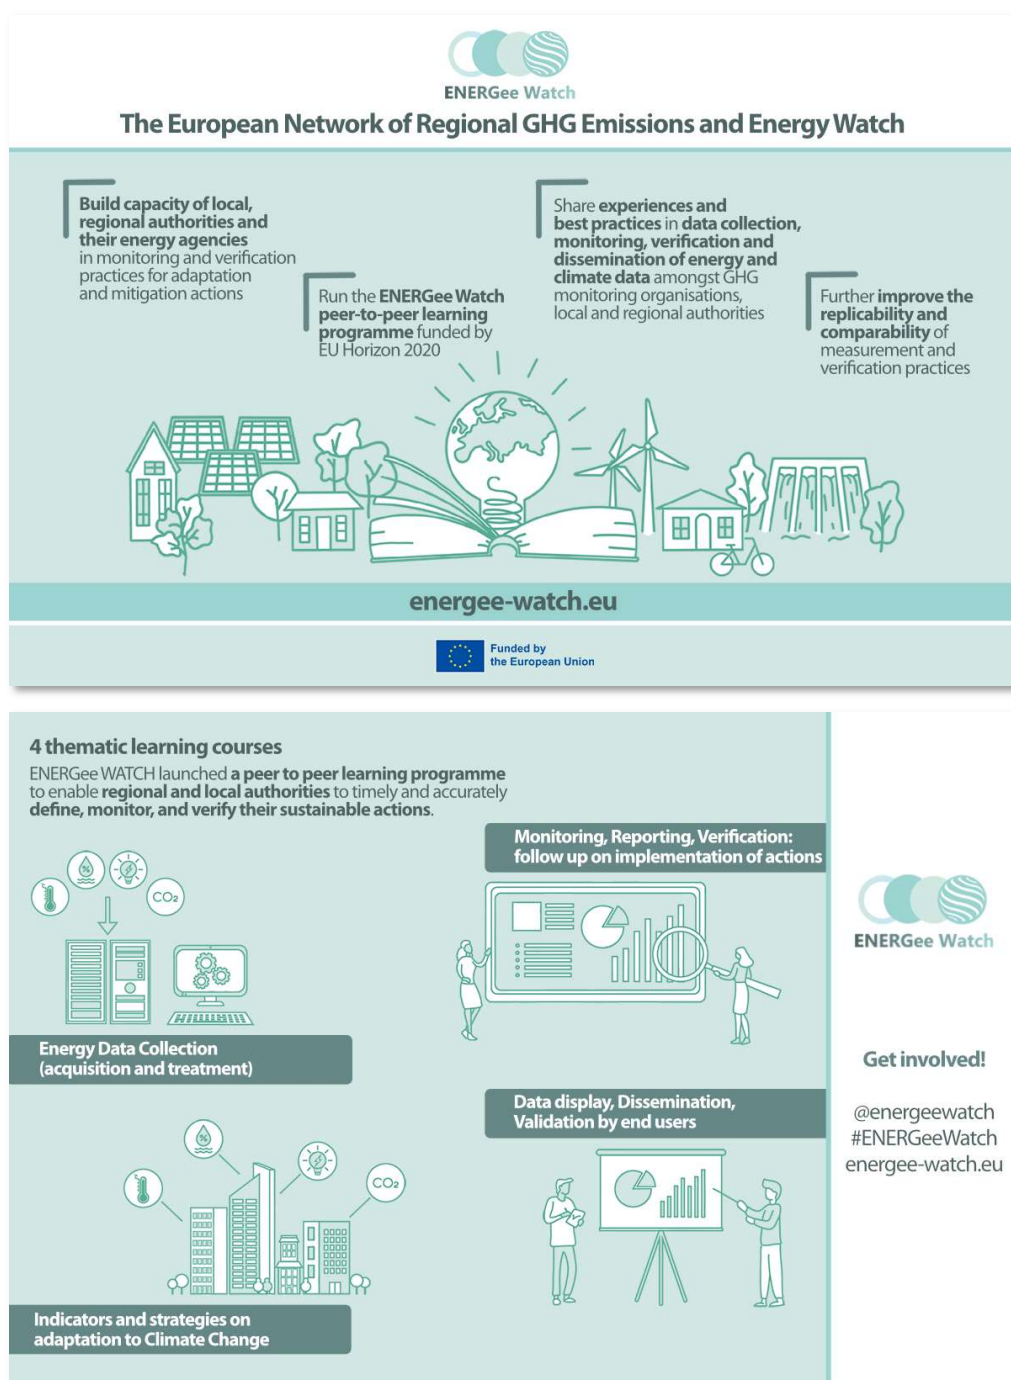 ENERGee Watch
The European Network of Regional GHG Emissions and Energy Watch
Build capacity of local,
regional authorities and
their energy agencies
in monitoring and verification
practices for adaptation
and mitigation actions
Run the ENERGee Watch
peer-to-peer learning
programme funded by
EU Horizon 2020
Share experiences and
best practices in data collection,
monitoring, verification and
dissemination of energy and
climate data amongst GHG
monitoring organisations,
local and regional authorities
Further improve the
replicability and
comparability of
measurement and
verification practices
energee-watch.eu
Funded by
the European Union
4 thematic learning courses
ENERGee WATCH launched a peer to peer learning programme
to enable regional and local authorities to timely and accurately
define, monitor, and verify their sustainable actions.
%
CO₂
Energy Data Collection
(acquisition and treatment)
Monitoring, Reporting, Verification:
follow up on implementation of actions
%
CO₂
Indicators and strategies on
adaptation to Climate Change
Data display, Dissemination,
Validation by end users
ENERGee Watch
Get involved!
@energeewatch
#ENERGeeWatch
energee-watch.eu